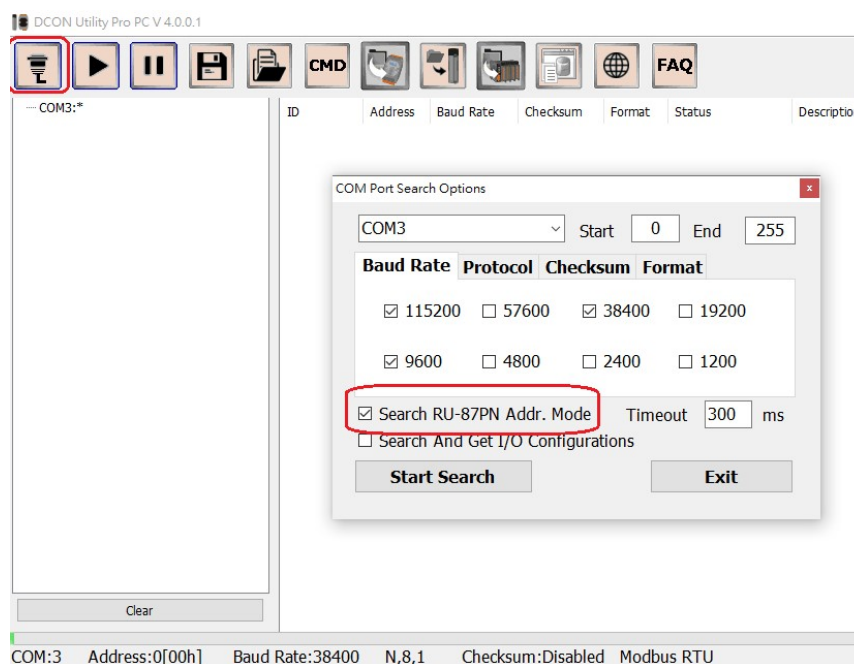 DCON Utility Pro PC V 4.0.0.1
CMD FAQ
COM3:*
ID Address Baud Rate Checksum Format Status Descriptio
COM Port Search Options x
COM3 Start 0 End 255
Baud Rate Protocol Checksum Format
115200 57600 38400 19200
9600 4800 2400 1200
Search RU-87PN Addr. Mode Timeout 300 ms
Search And Get I/O Configurations
Start Search Exit
Clear
COM:3 Address:0[00h] Baud Rate:38400 N,8,1 Checksum:Disabled Modbus RTU